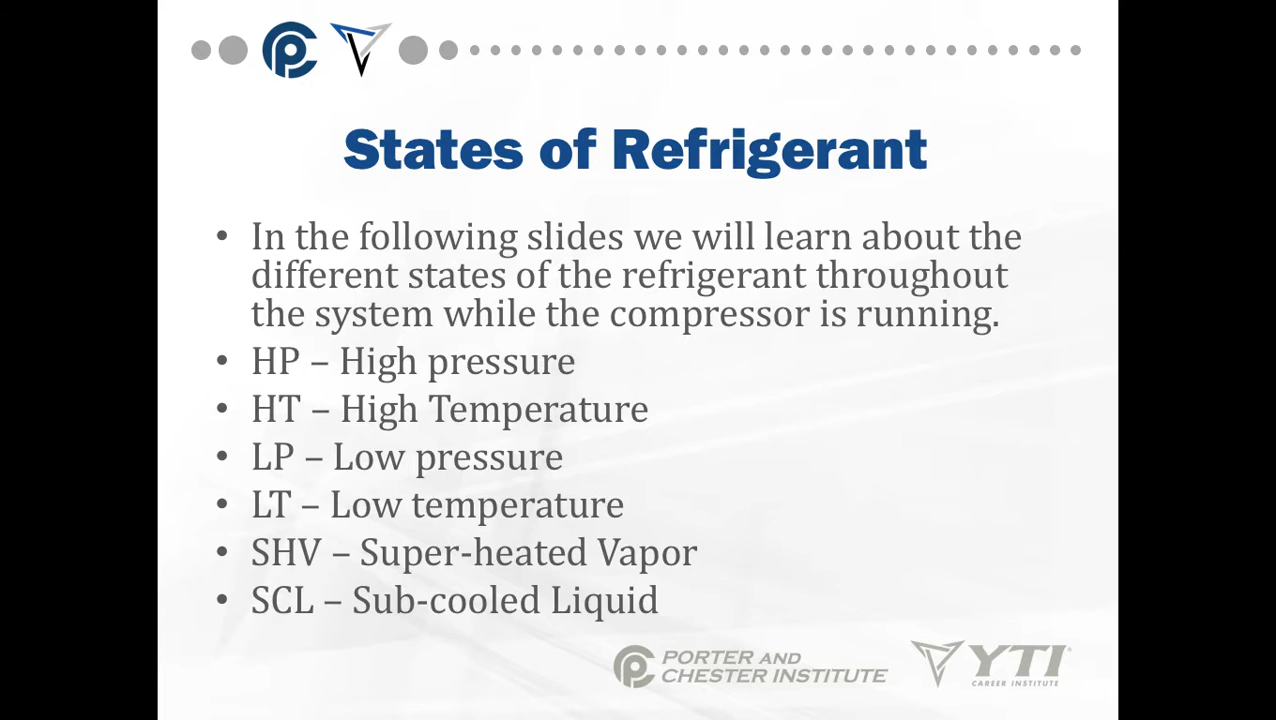 States of Refrigerant
• In the following slides we will learn about the
different states of the refrigerant throughout
the system while the compressor is running.
• HP – High pressure
• HT – High Temperature
• LP – Low pressure
• LT – Low temperature
• SHV – Super-heated Vapor
• SCL – Sub-cooled Liquid
PORTER AND
CHESTER INSTITUTE
YTI®
CAREER INSTITUTE